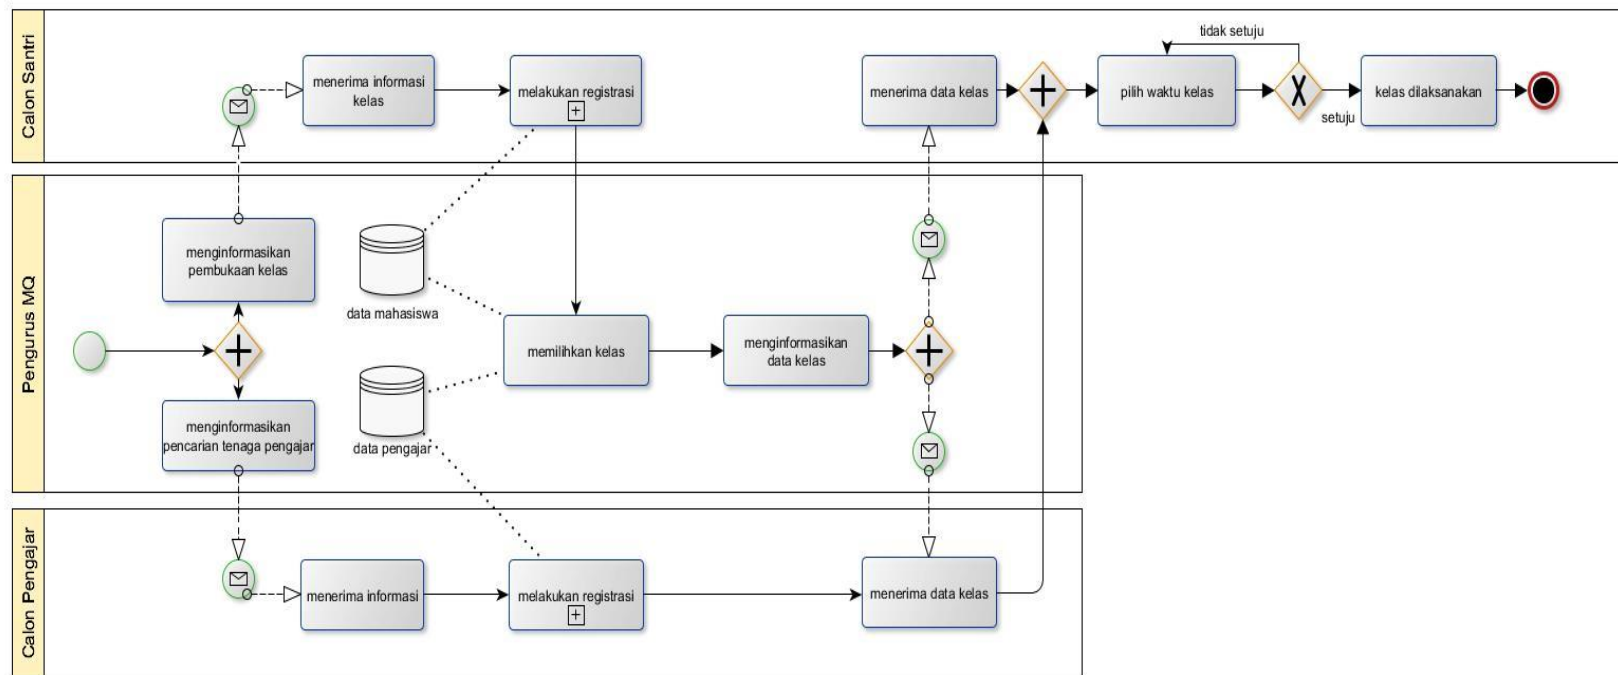 Calon Santri
menerima informasi
kelas
melakukan registrasi
menerima data kelas
pilih waktu kelas
tidak setuju
setuju
kelas dilaksanakan
Pengurus MQ
menginformasikan
pembukaan kelas
menginformasikan
pencarian tenaga pengajar
data mahasiswa
data pengajar
memilihkan kelas
menginformasikan
data kelas
Calon Pengajar
menerima informasi
melakukan registrasi
menerima data kelas